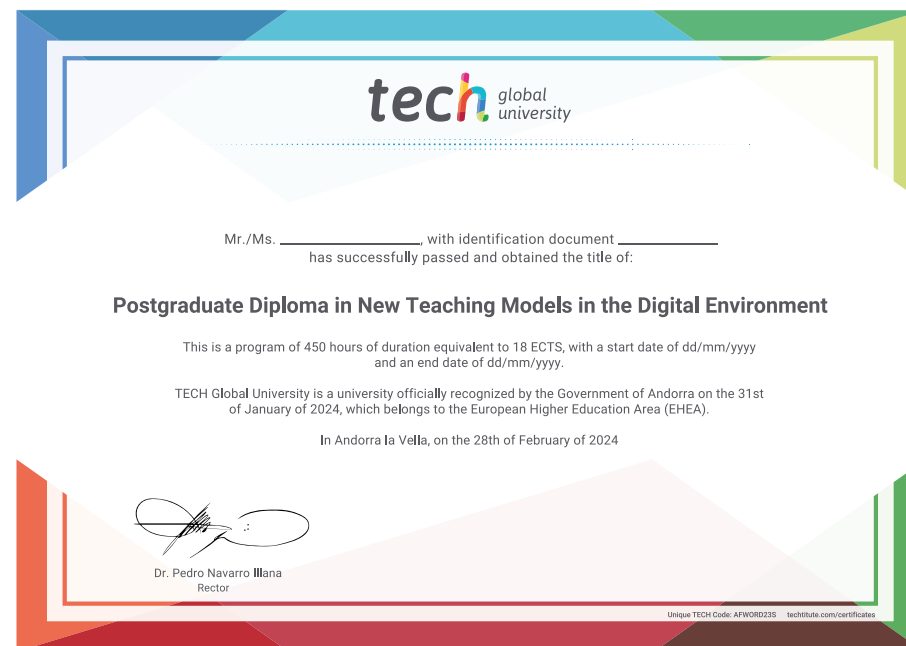 tech global university
Mr./Ms. ____________, with identification document ____________
has successfully passed and obtained the title of:
Postgraduate Diploma in New Teaching Models in the Digital Environment
This is a program of 450 hours of duration equivalent to 18 ECTS, with a start date of dd/mm/yyyy
and an end date of dd/mm/yyyy.
TECH Global University is a university officially recognized by the Government of Andorra on the 31st
of January of 2024, which belongs to the European Higher Education Area (EHEA).
In Andorra la Vella, on the 28th of February of 2024
Dr. Pedro Navarro Illana
Rector
Unique TECH Code: AFWORD23S techtitute.com/certificates